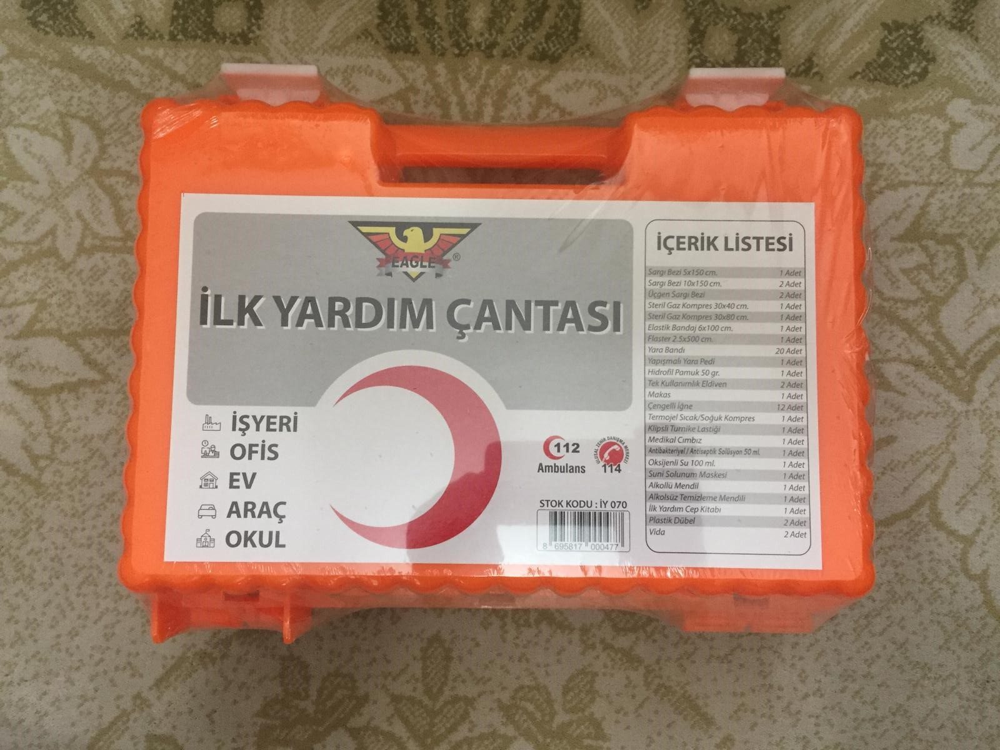 EAGLE ®
İLK YARDIM ÇANTASI
İŞYERİ
OFİS
EV
ARAÇ
OKUL
112
Ambulans
ULUSAL ZEHİR DANIŞMA MERKEZİ
114
STOK KODU : İY 070
8 695817 000477
İÇERİK LİSTESİ
Sargı Bezi 5x150 cm. 1 Adet
Sargı Bezi 10x150 cm. 2 Adet
Üçgen Sargı Bezi 2 Adet
Steril Gaz Kompres 30x40 cm. 1 Adet
Steril Gaz Kompres 30x80 cm. 1 Adet
Elastik Bandaj 6x100 cm. 1 Adet
Flaster 2.5x500 cm. 1 Adet
Yara Bandı 20 Adet
Yapışmalı Yara Pedi 1 Adet
Hidrofil Pamuk 50 gr. 1 Adet
Tek Kullanımlık Eldiven 2 Adet
Makas 1 Adet
Çengelli İğne 12 Adet
Termojel Sıcak/Soğuk Kompres 1 Adet
Klipsli Turnike Lastiği 1 Adet
Medikal Cımbız 1 Adet
Antibakteriyel / Antiseptik Solüsyon 50 ml. 1 Adet
Oksijenli Su 100 ml. 1 Adet
Suni Solunum Maskesi 1 Adet
Alkollü Mendil 1 Adet
Alkolsüz Temizleme Mendili 1 Adet
İlk Yardım Cep Kitabı 1 Adet
Plastik Dübel 2 Adet
Vida 2 Adet